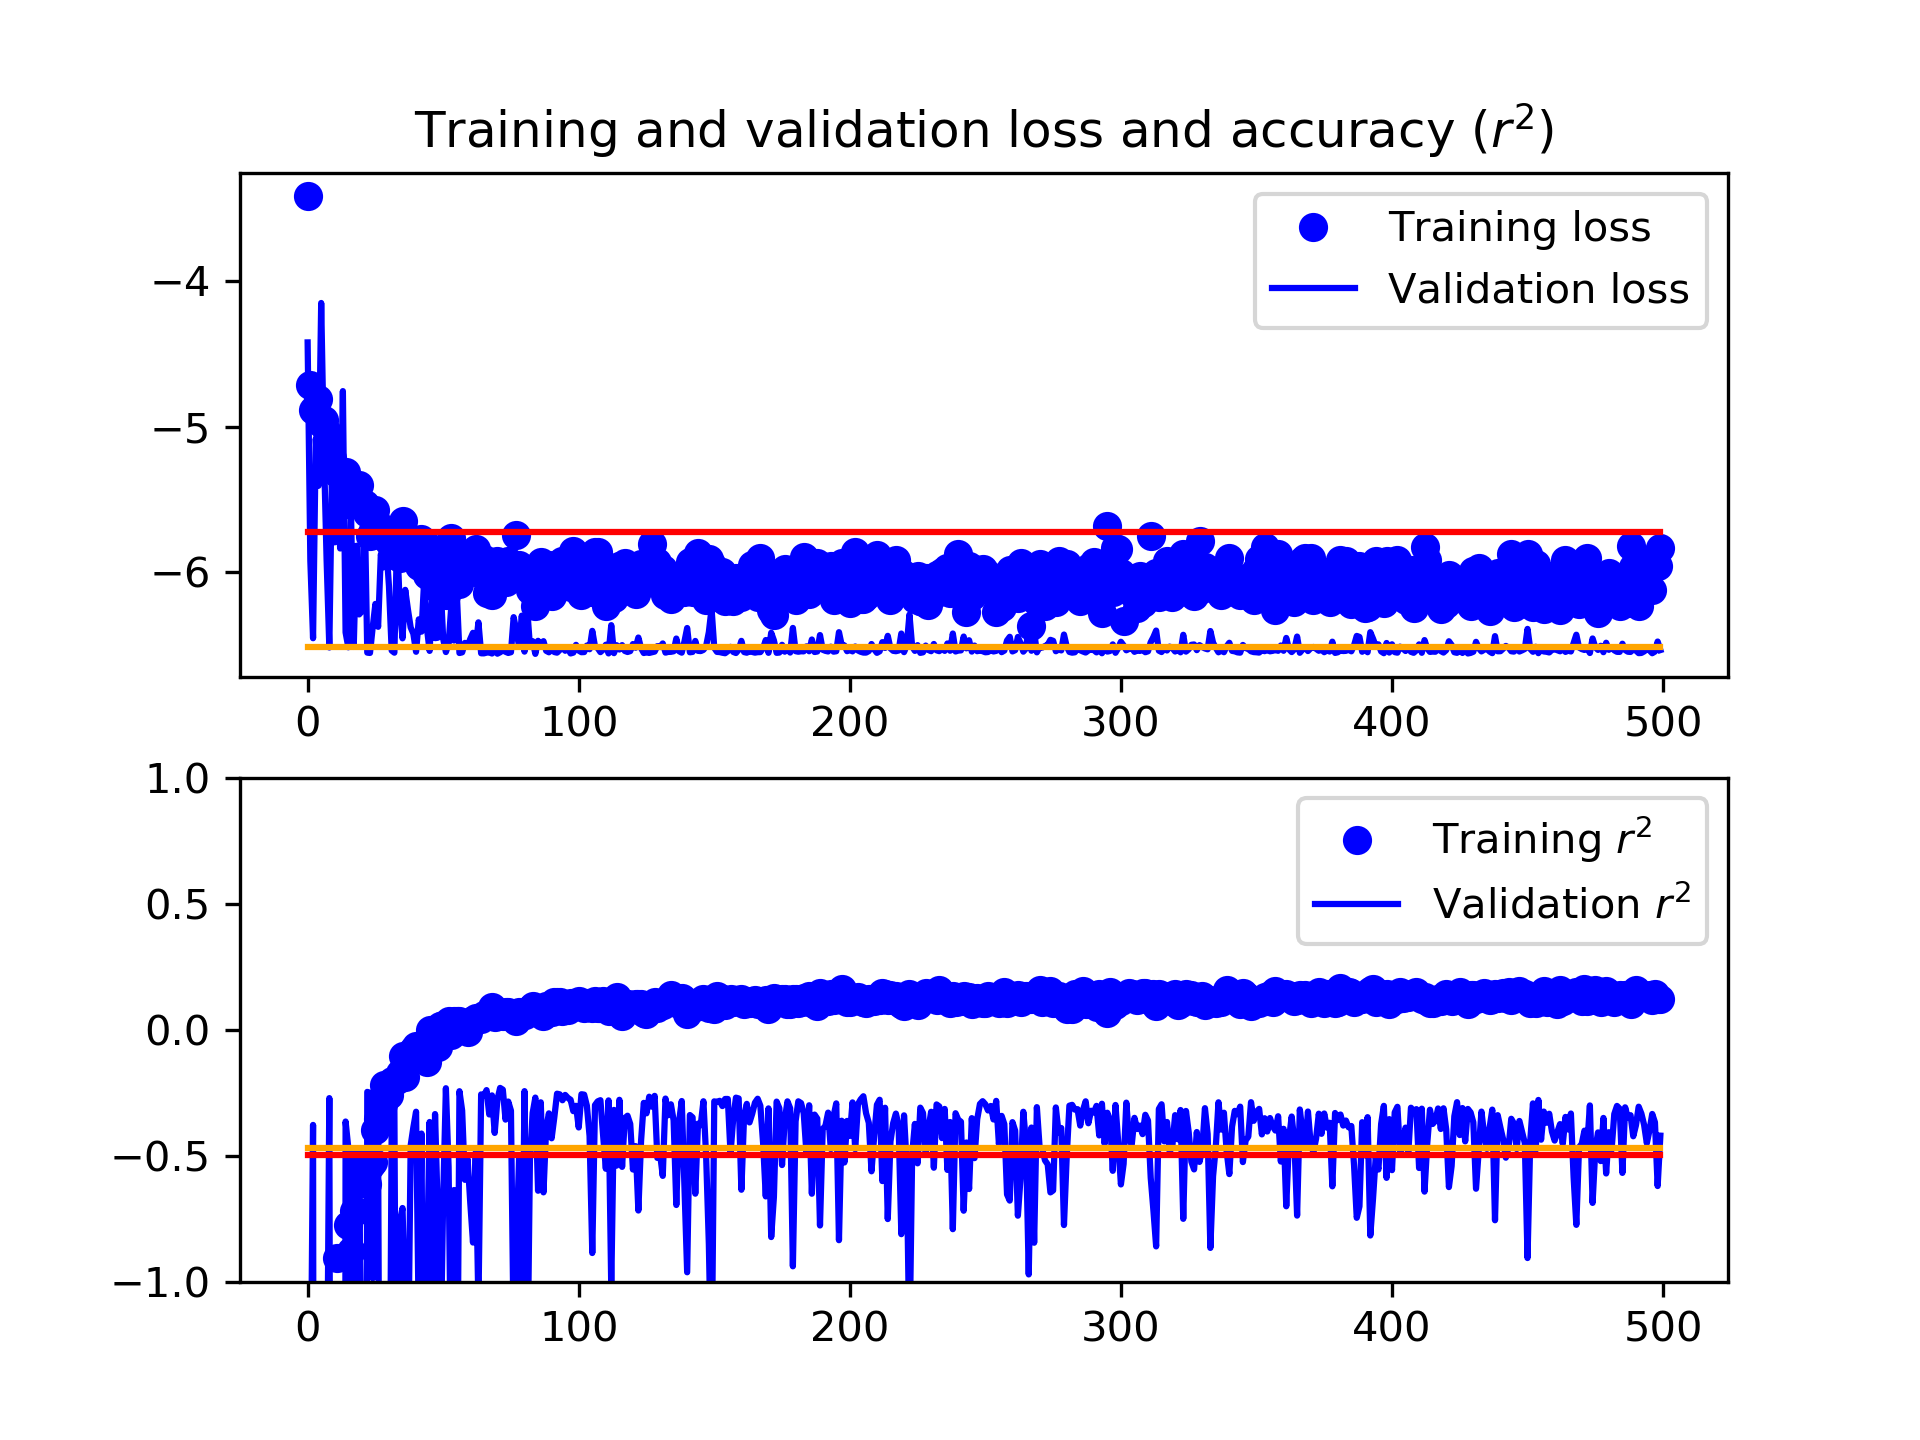 Training and validation loss and accuracy (r²)
−4
−5
−6
Training loss
Validation loss
0 100 200 300 400 500
1.0
0.5
0.0
−0.5
−1.0
Training r²
Validation r²
0 100 200 300 400 500